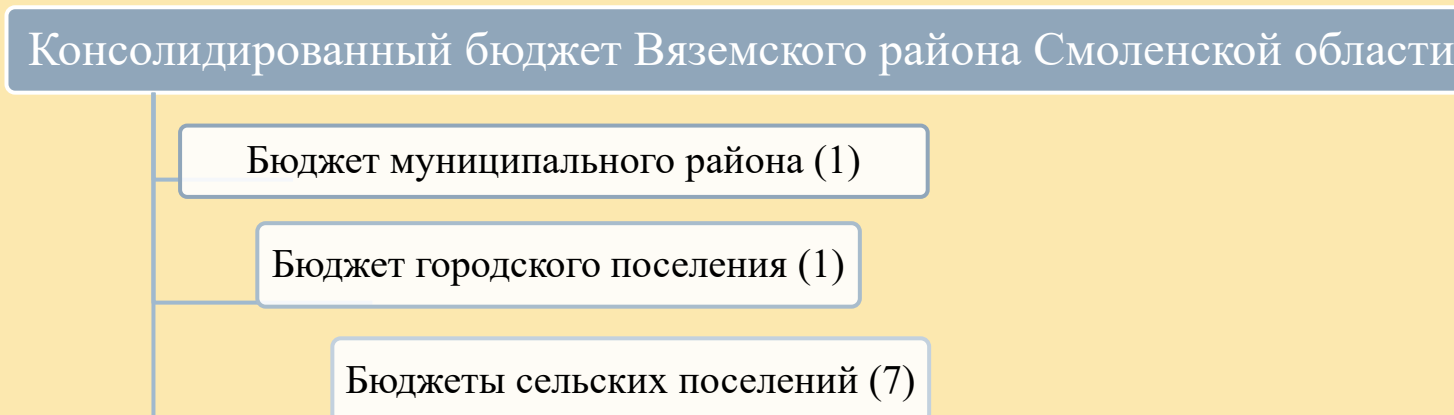 Консолидированный бюджет Вяземского района Смоленской области
Бюджет муниципального района (1)
Бюджет городского поселения (1)
Бюджеты сельских поселений (7)